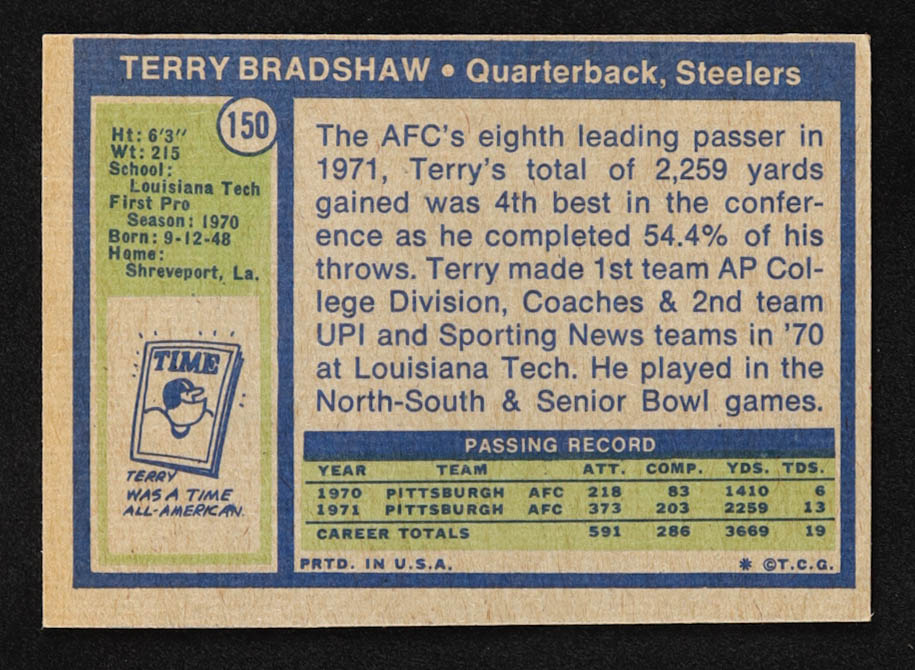 TERRY BRADSHAW • Quarterback, Steelers
150
Ht: 6'3"
Wt: 215
School:
Louisiana Tech
First Pro
Season: 1970
Born: 9-12-48
Home:
Shreveport, La.
TIME
TERRY
WAS A TIME
ALL-AMERICAN.
The AFC's eighth leading passer in
1971, Terry's total of 2,259 yards
gained was 4th best in the confer-
ence as he completed 54.4% of his
throws. Terry made 1st team AP Col-
lege Division, Coaches & 2nd team
UPI and Sporting News teams in '70
at Louisiana Tech. He played in the
North-South & Senior Bowl games.
PASSING RECORD
YEAR TEAM ATT. COMP. YDS. TDS.
1970 PITTSBURGH AFC 218 83 1410 6
1971 PITTSBURGH AFC 373 203 2259 13
CAREER TOTALS 591 286 3669 19
PRTD. IN U.S.A. * ©T.C.G.